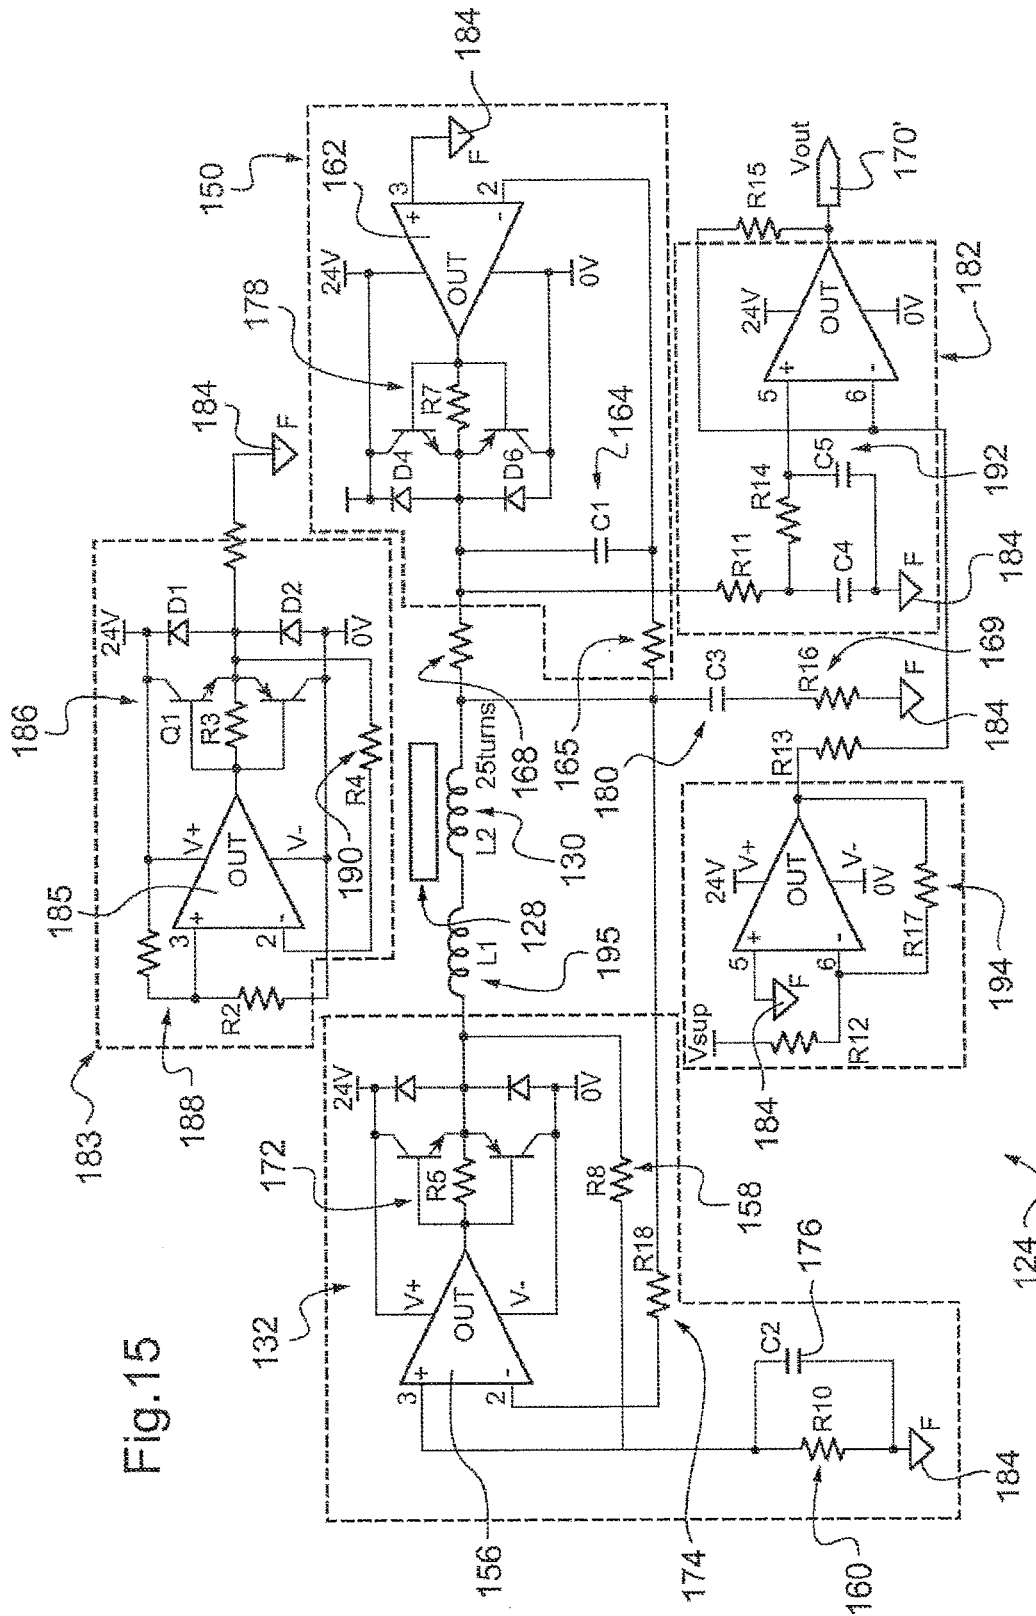 Fig.15
183
188
R2
3
2
+
-
185
OUT
V+
V-
186
Q1
R3
24V
D1
D2
0V
190
R4
184
F
150
184
F
162
3
2
+
-
OUT
24V
0V
178
R7
D4
D6
C1
164
132
172
24V
0V
V+
V-
R5
3
2
+
-
OUT
156
R8
158
R18
174
C2
176
R10
160
184
F
L1
195
128
L2
25turns
130
168
165
180
C3
R16
169
F
184
R11
R14
C4
C5
192
F
184
5
6
+
-
OUT
24V
0V
182
R15
Vout
170'
Vsup
R12
184
F
5
6
+
-
OUT
24V
V+
V-
0V
R13
R17
194
124